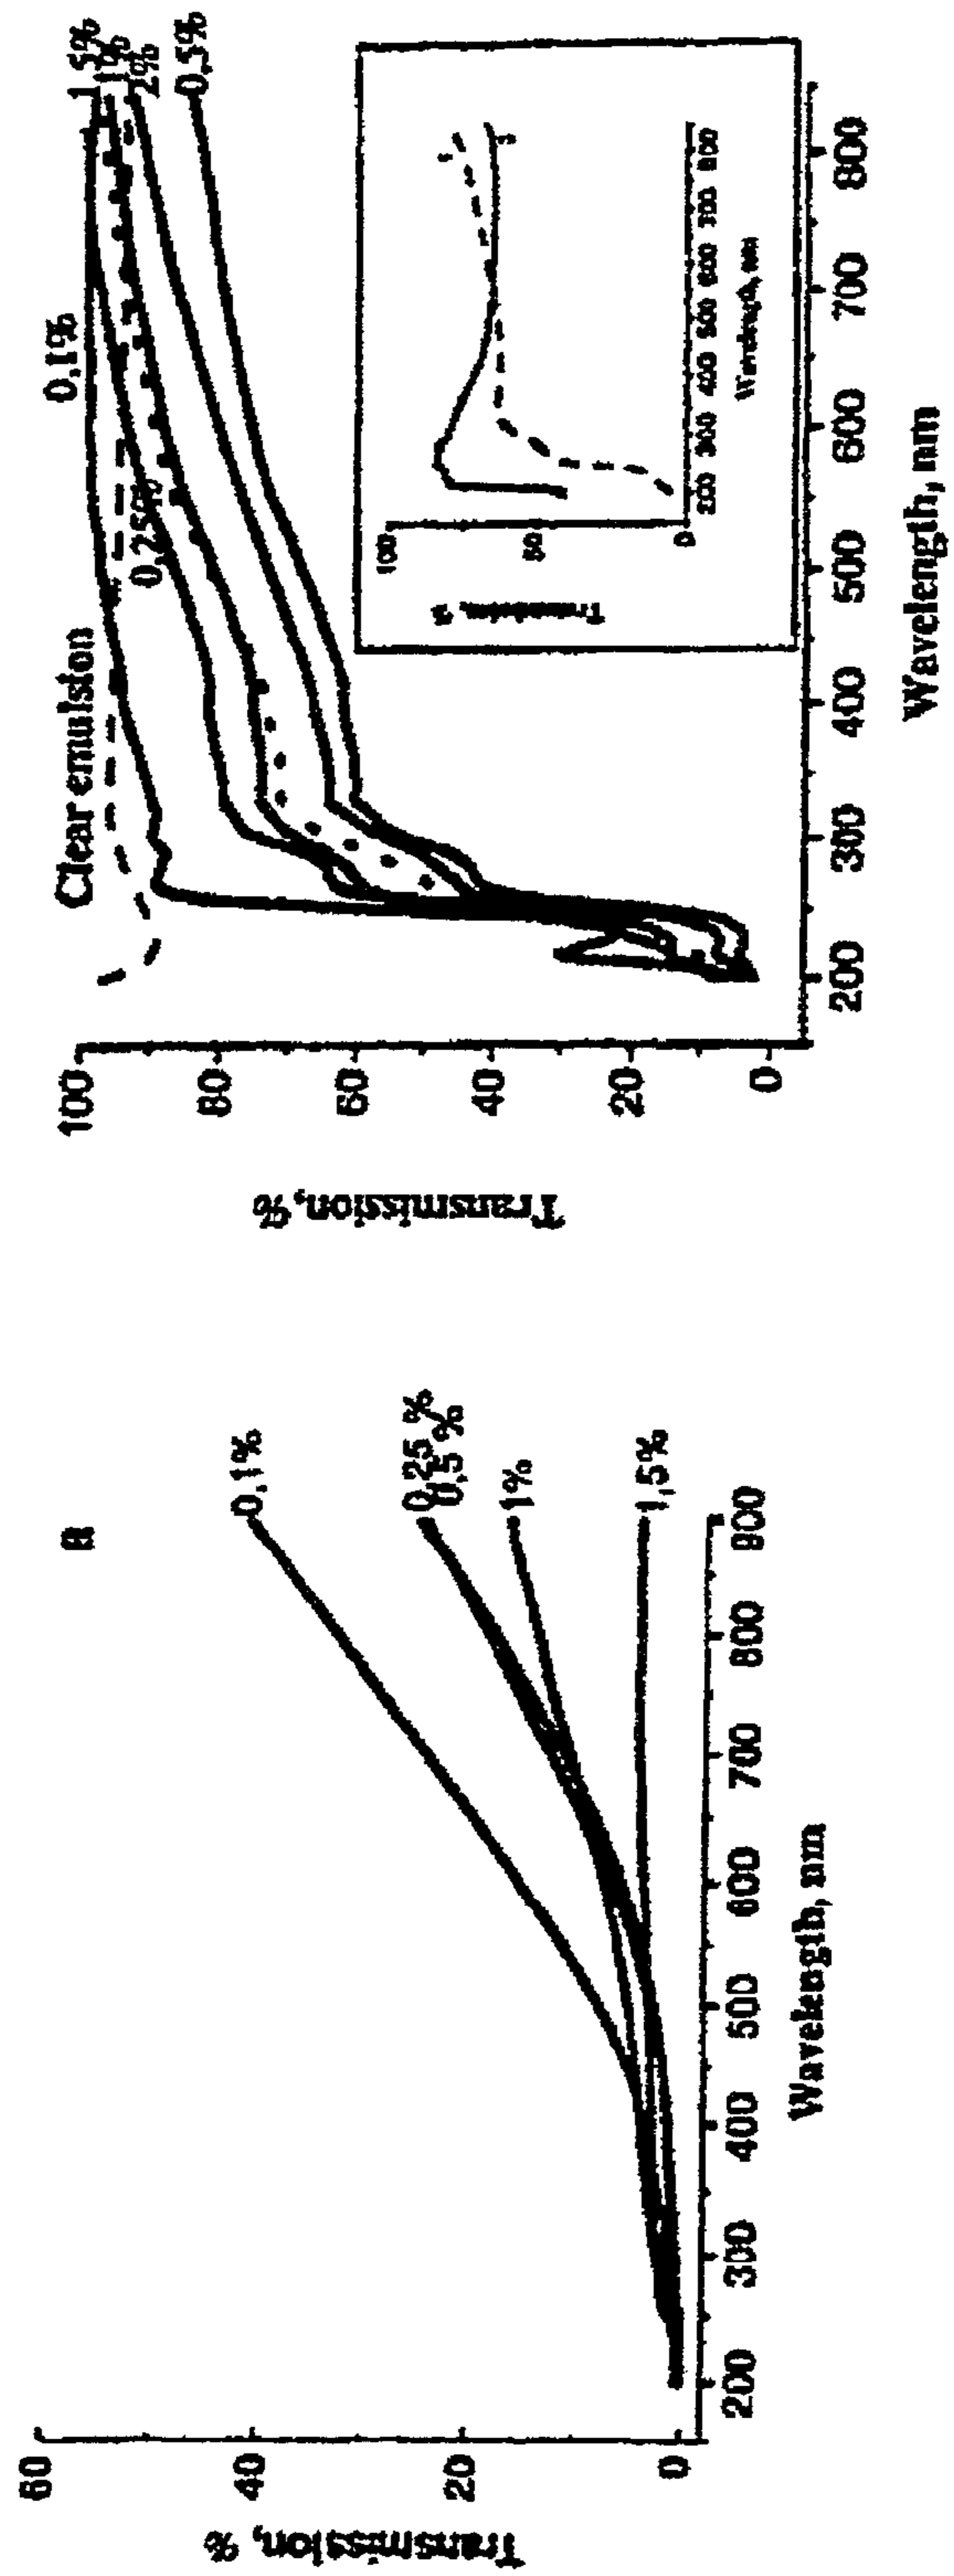 a
Transmission, %
60
40
20
0
0,1%
0,25 %
0,5 %
1%
1,5%
200 300 400 500 600 700 800 900
Wavelength, nm
Transmission, %
100
80
60
40
20
0
Clear emulsion
0,1%
0,25%
1,5%
1%
2%
0,5%
200 300 400 500 600 700 800
Wavelength, nm
Transmission, %
100
50
0
200 300 400 500 600 700 800
Wavelength, nm